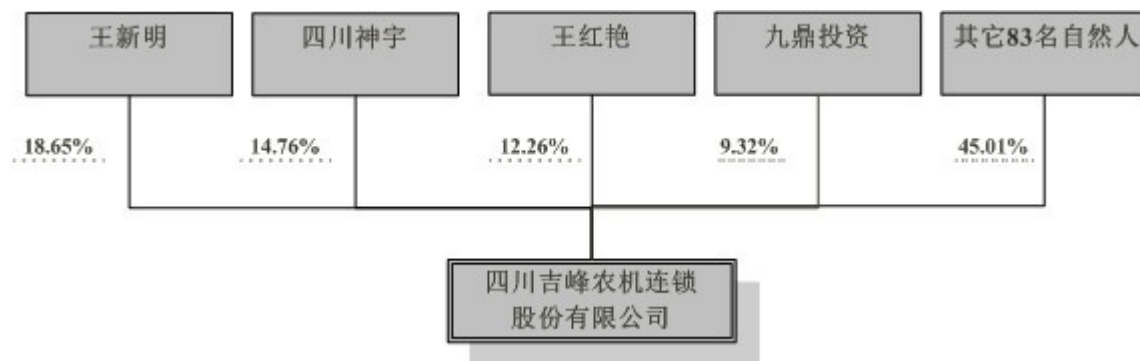 王新明
四川神宇
王红艳
九鼎投资
其它83名自然人
18.65%
14.76%
12.26%
9.32%
45.01%
四川吉峰农机连锁
股份有限公司